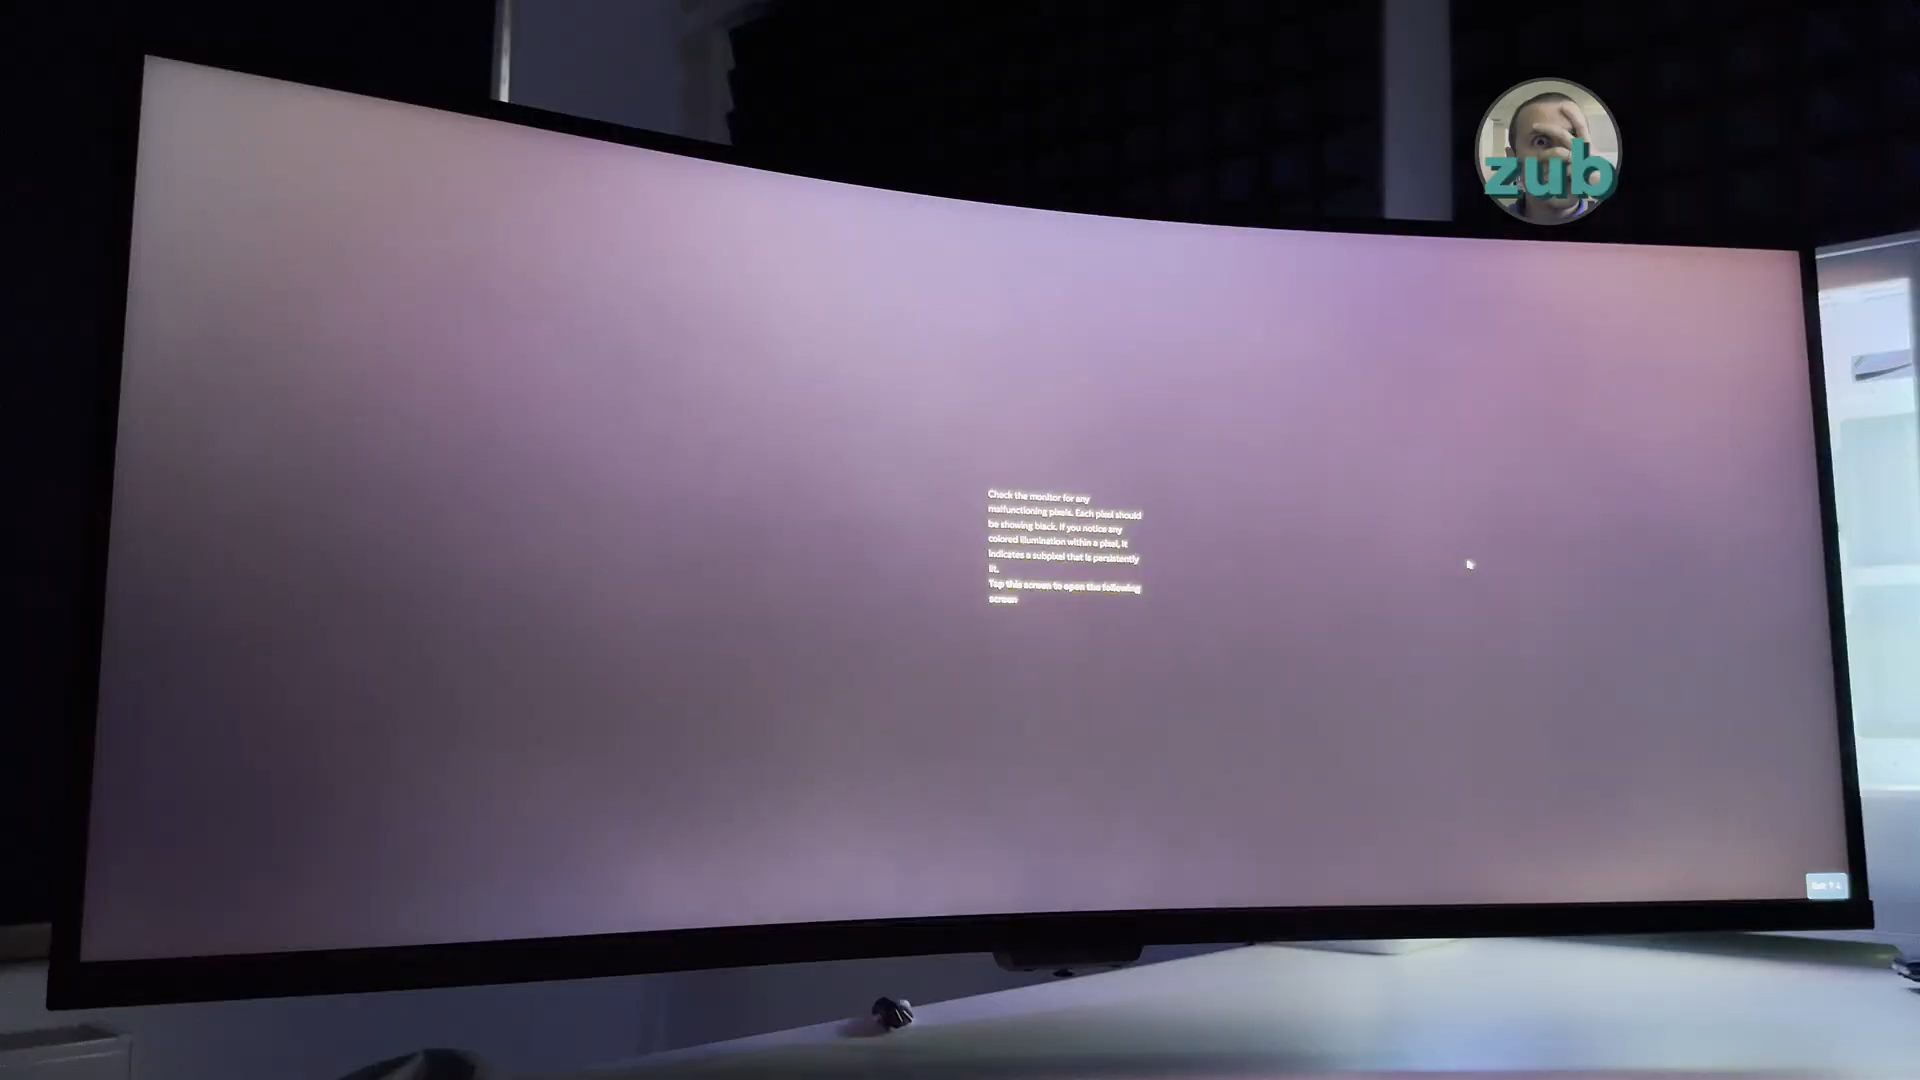 zub
Check the monitor for any
malfunctioning pixels. Each pixel should
be showing black. If you notice any
colored illumination within a pixel, it
indicates a subpixel that is persistently
lit.
Tap this screen to open the following
screen